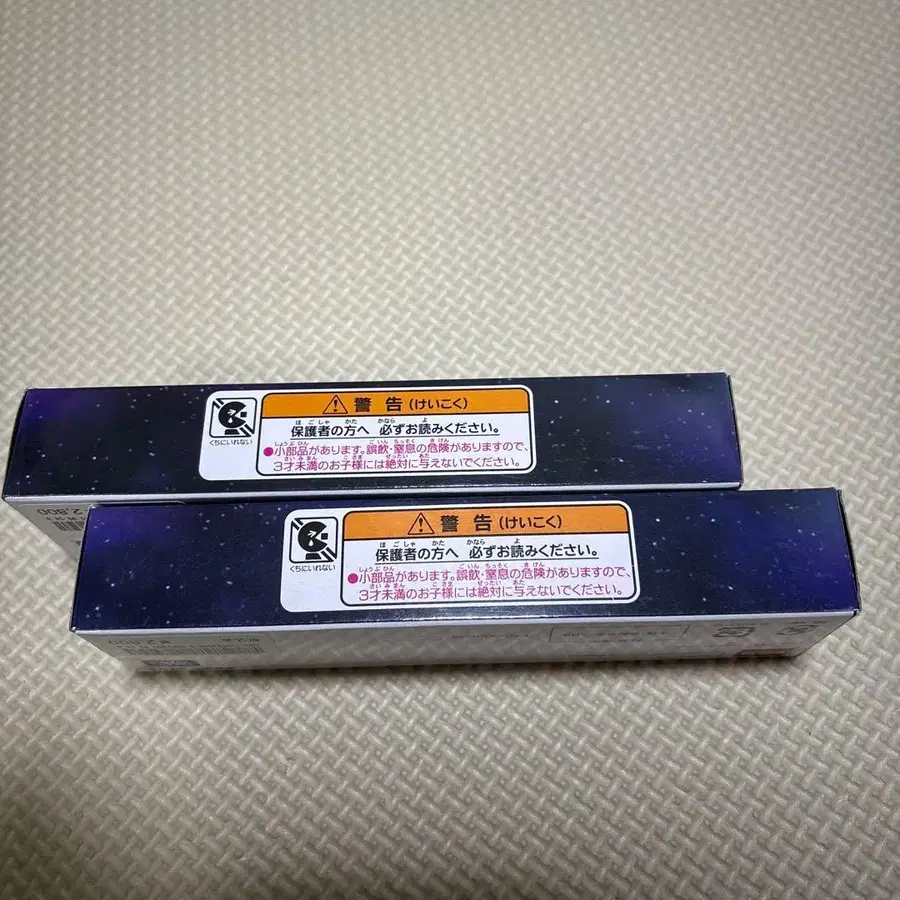 警告(けいこく)
ほごしゃ かた かなら よ
保護者の方へ 必ずお読みください。
しょうぶひん ごいん ちっそく きけん
●小部品があります。誤飲・窒息の危険がありますので、
さいみまん こさま ぜったい あた
3才未満のお子様には絶対に与えないでください。
くちにいれない
2,800
警告(けいこく)
ほごしゃ かた かなら よ
保護者の方へ 必ずお読みください。
しょうぶひん ごいん ちっそく きけん
●小部品があります。誤飲・窒息の危険がありますので、
さいみまん こさま ぜったい あた
3才未満のお子様には絶対に与えないでください。
くちにいれない